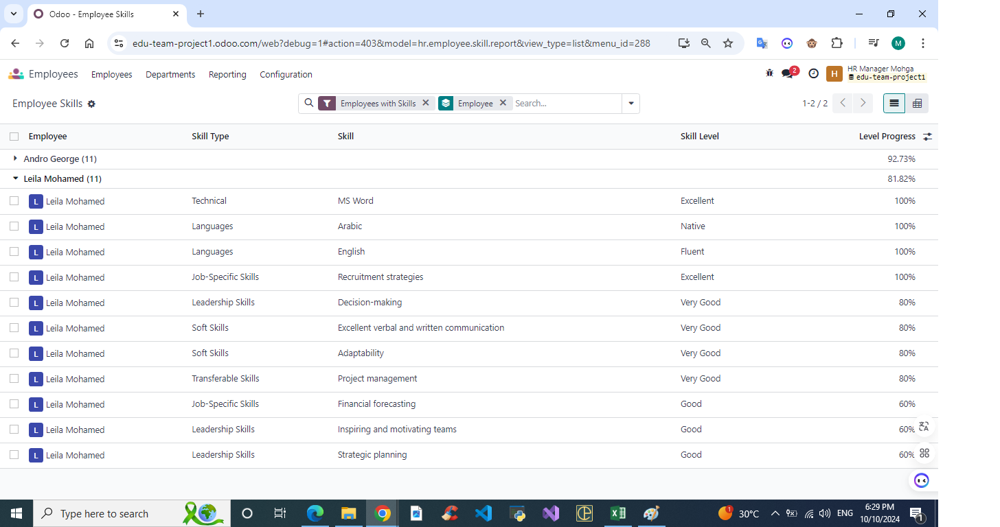 Odoo - Employee Skills
edu-team-project1.odoo.com/web?debug=1#action=403&model=hr.employee.skill.report&view_type=list&menu_id=288
M
Employees Employees Departments Reporting Configuration 2 H HR Manager Mohga
edu-team-project1
Employee Skills Employees with Skills Employee Search... 1-2 / 2
Employee Skill Type Skill Skill Level Level Progress
Andro George (11) 92.73%
Leila Mohamed (11) 81.82%
L Leila Mohamed Technical MS Word Excellent 100%
L Leila Mohamed Languages Arabic Native 100%
L Leila Mohamed Languages English Fluent 100%
L Leila Mohamed Job-Specific Skills Recruitment strategies Excellent 100%
L Leila Mohamed Leadership Skills Decision-making Very Good 80%
L Leila Mohamed Soft Skills Excellent verbal and written communication Very Good 80%
L Leila Mohamed Soft Skills Adaptability Very Good 80%
L Leila Mohamed Transferable Skills Project management Very Good 80%
L Leila Mohamed Job-Specific Skills Financial forecasting Good 60%
L Leila Mohamed Leadership Skills Inspiring and motivating teams Good 60%
L Leila Mohamed Leadership Skills Strategic planning Good 60%
Type here to search 1 30°C ENG 6:29 PM
10/10/2024 1